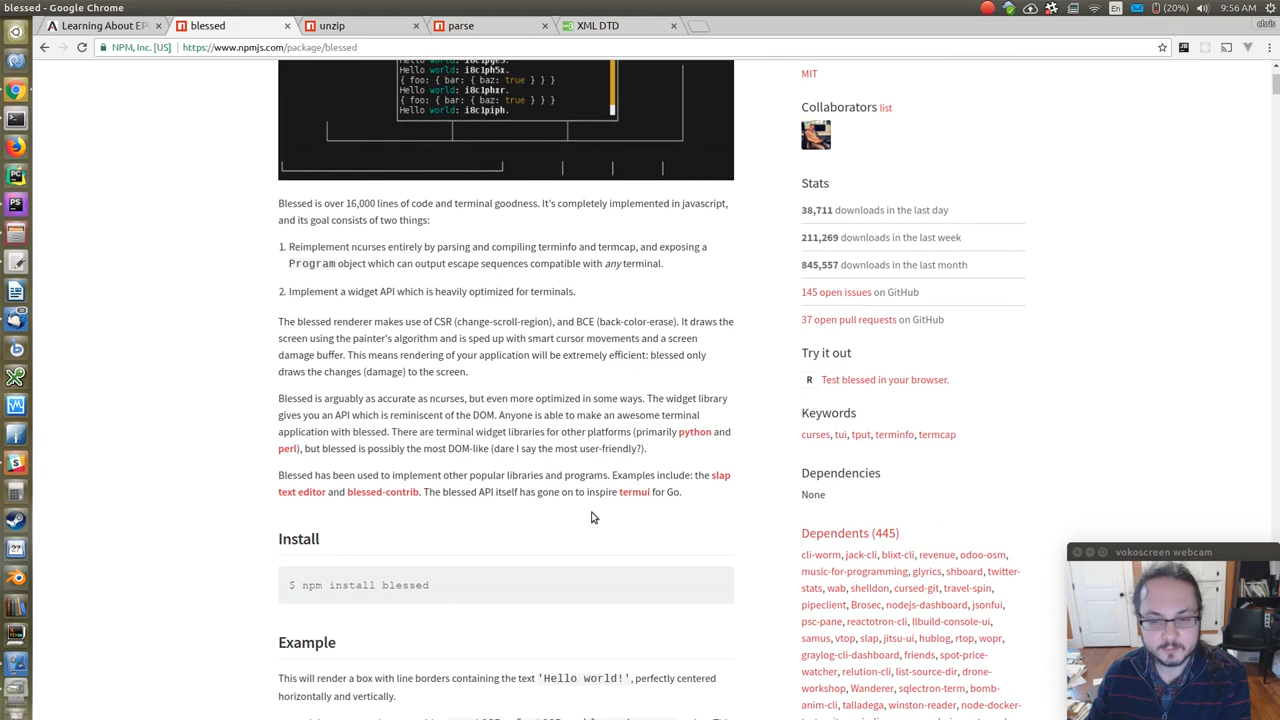 blessed - Google Chrome
En
9:56 AM
chris
Learning About EP
blessed
unzip
parse
XML DTD
NPM, Inc. [US]
https://www.npmjs.com/package/blessed
Hello world: i8c1ph5x.
{ foo: { bar: { baz: true } } }
Hello world: i8c1phxr.
{ foo: { bar: { baz: true } } }
Hello world: i8c1piph.
Blessed is over 16,000 lines of code and terminal goodness. It's completely implemented in javascript,
and its goal consists of two things:
1. Reimplement ncurses entirely by parsing and compiling terminfo and termcap, and exposing a
Program object which can output escape sequences compatible with any terminal.
2. Implement a widget API which is heavily optimized for terminals.
The blessed renderer makes use of CSR (change-scroll-region), and BCE (back-color-erase). It draws the
screen using the painter's algorithm and is sped up with smart cursor movements and a screen
damage buffer. This means rendering of your application will be extremely efficient: blessed only
draws the changes (damage) to the screen.
Blessed is arguably as accurate as ncurses, but even more optimized in some ways. The widget library
gives you an API which is reminiscent of the DOM. Anyone is able to make an awesome terminal
application with blessed. There are terminal widget libraries for other platforms (primarily python and
perl), but blessed is possibly the most DOM-like (dare I say the most user-friendly?).
Blessed has been used to implement other popular libraries and programs. Examples include: the slap
text editor and blessed-contrib. The blessed API itself has gone on to inspire termui for Go.
Install
$ npm install blessed
Example
This will render a box with line borders containing the text 'Hello world!', perfectly centered
horizontally and vertically.
MIT
Collaborators list
Stats
38,711 downloads in the last day
211,269 downloads in the last week
845,557 downloads in the last month
145 open issues on GitHub
37 open pull requests on GitHub
Try it out
R Test blessed in your browser.
Keywords
curses, tui, tput, terminfo, termcap
Dependencies
None
Dependents (445)
cli-worm, jack-cli, blixt-cli, revenue, odoo-osm,
music-for-programming, glyrics, shboard, twitter-
stats, wab, shelldon, cursed-git, travel-spin,
pipeclient, Brosec, nodejs-dashboard, jsonfui,
psc-pane, reactotron-cli, llbuild-console-ui,
samus, vtop, slap, jitsu-ui, hublog, rtop, wopr,
graylog-cli-dashboard, friends, spot-price-
watcher, relution-cli, list-source-dir, drone-
workshop, Wanderer, sqlectron-term, bomb-
anim-cli, talladega, winston-reader, node-docker-
vokoscreen webcam